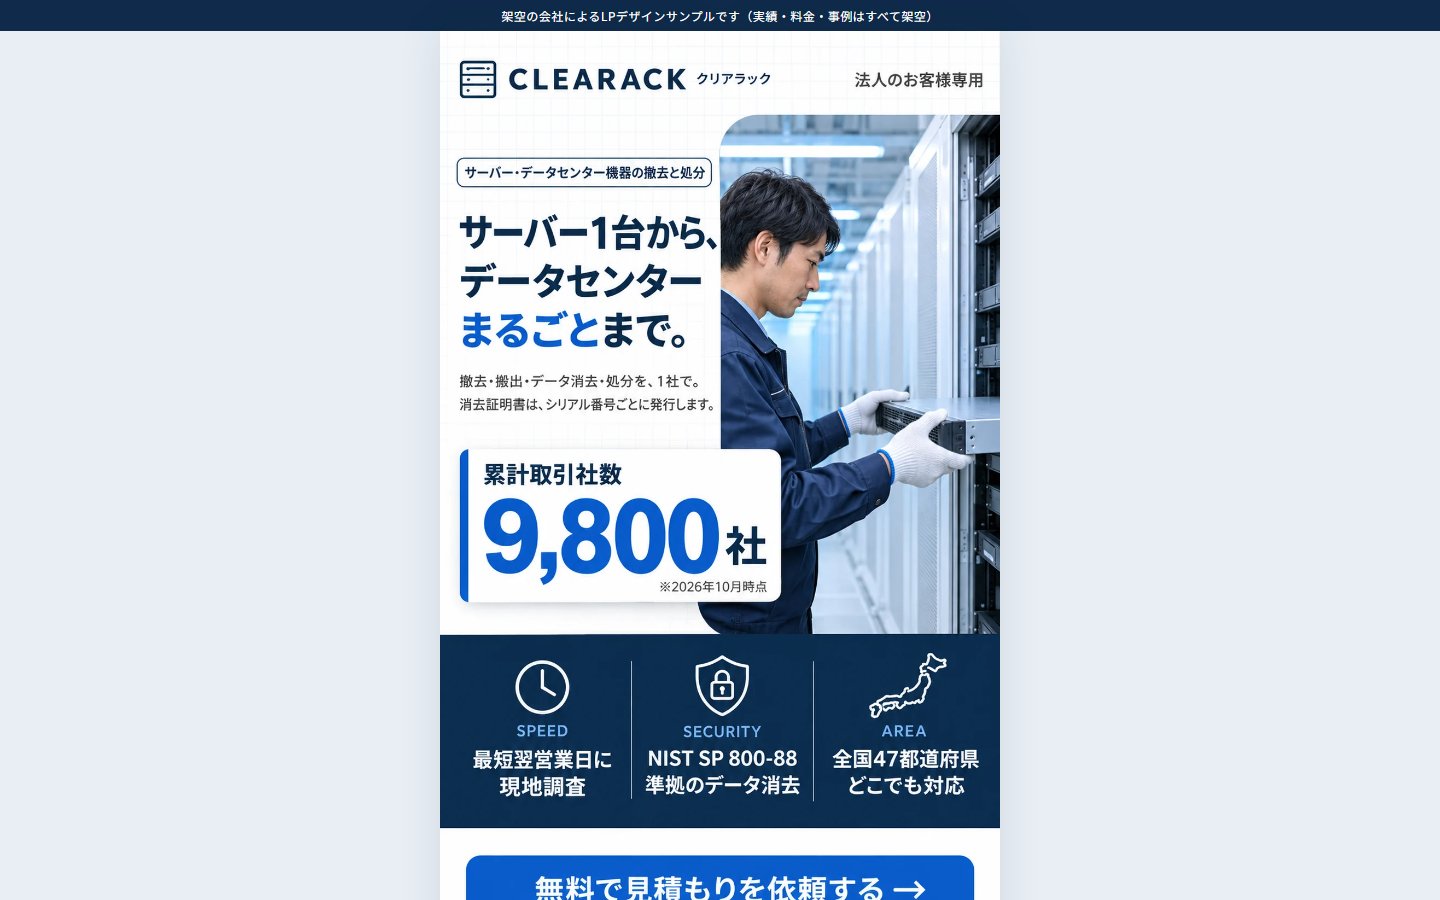 架空の会社によるLPデザインサンプルです（実績・料金・事例はすべて架空）
CLEARACK クリアラック
法人のお客様専用
サーバー・データセンター機器の撤去と処分
サーバー1台から、
データセンター
まるごとまで。
撤去・搬出・データ消去・処分を、1社で。
消去証明書は、シリアル番号ごとに発行します。
累計取引社数
9,800社
※2026年10月時点
SPEED
最短翌営業日に
現地調査
SECURITY
NIST SP 800-88
準拠のデータ消去
AREA
全国47都道府県
どこでも対応
無料で見積もりを依頼する →